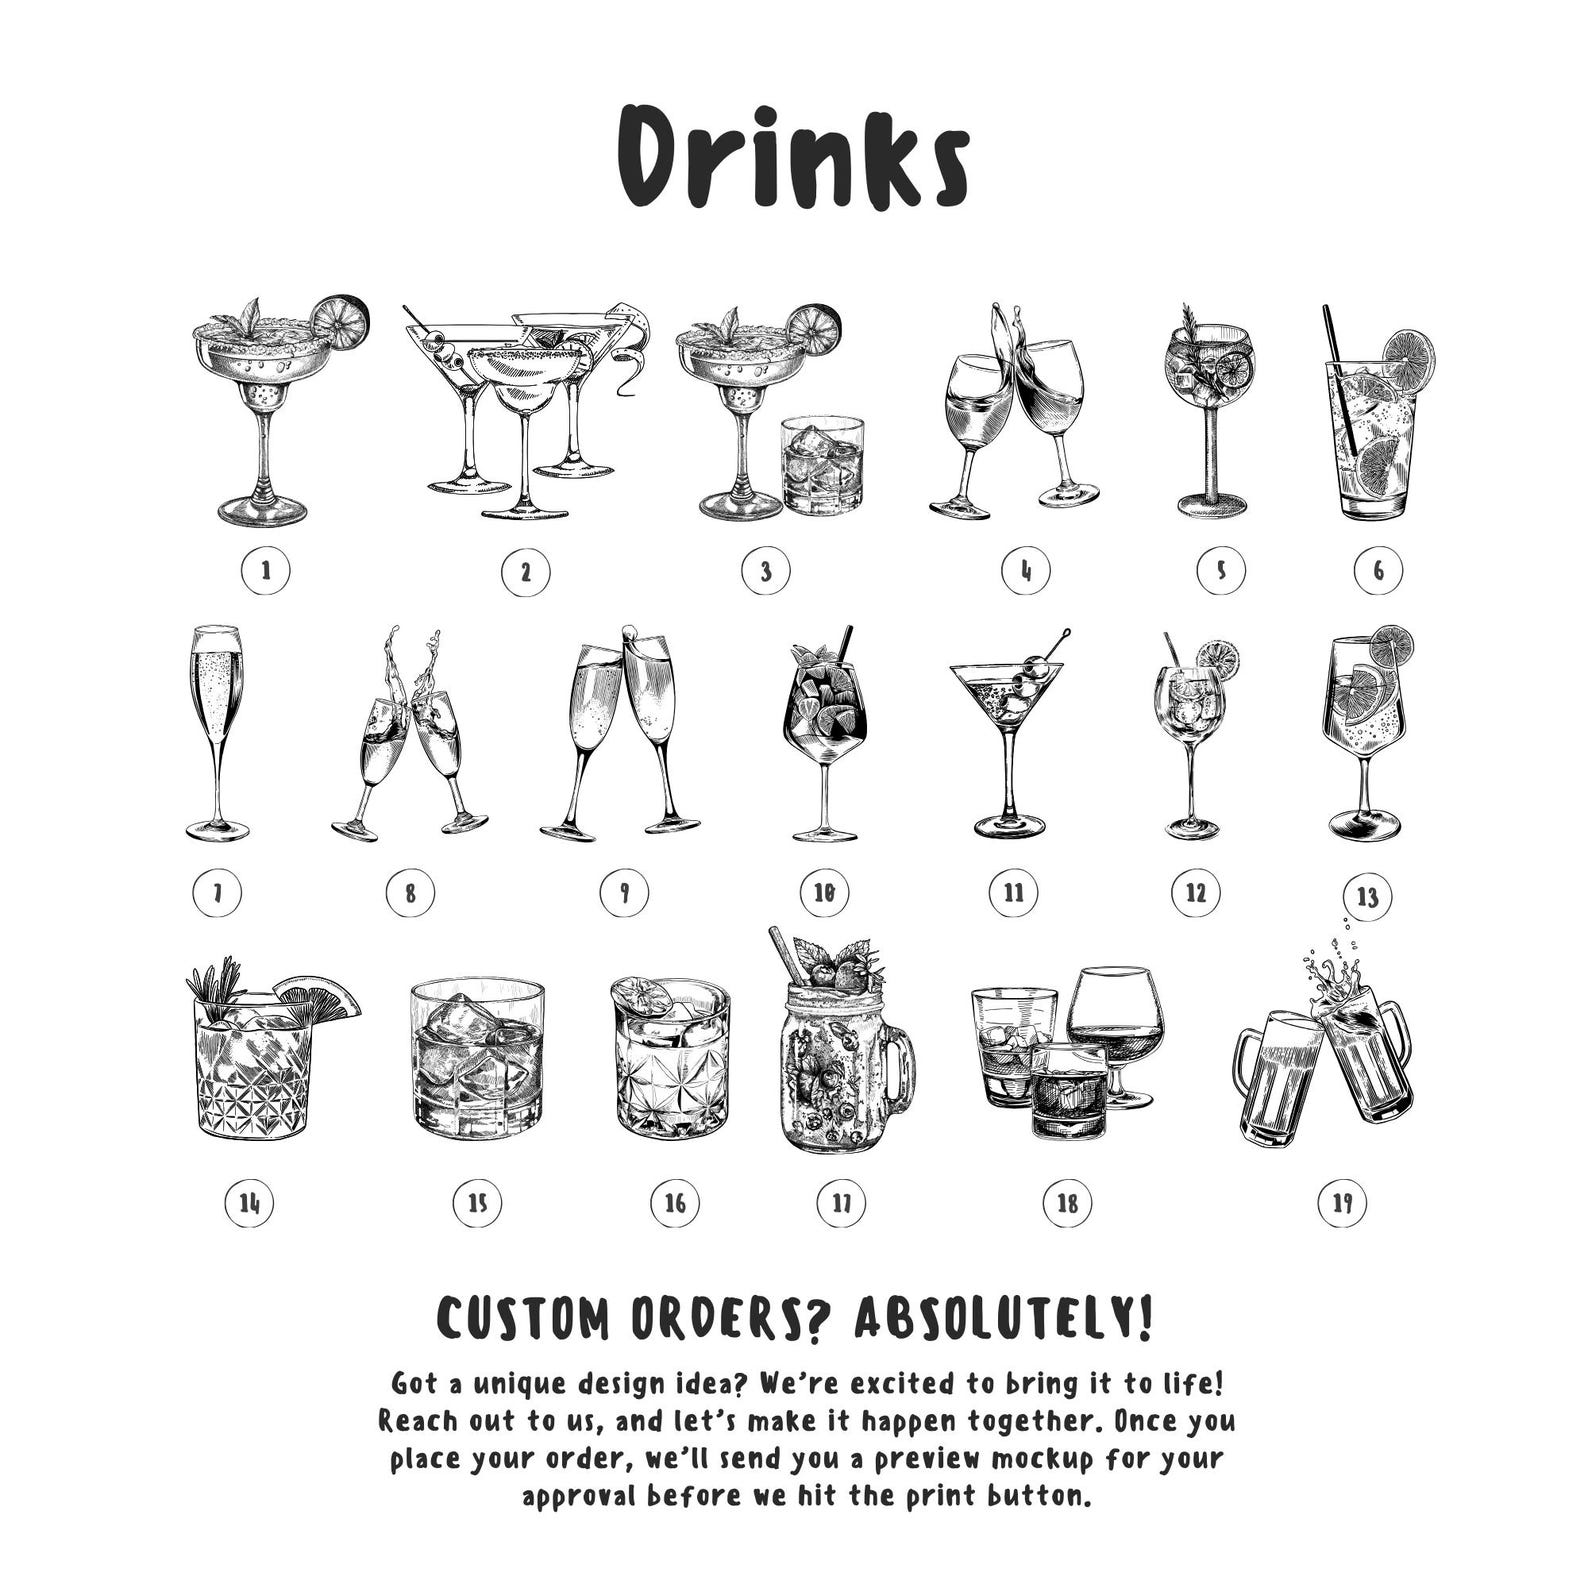 Drinks
1 2 3 4 5 6
7 8 9 10 11 12 13
14 15 16 17 18 19
CUSTOM ORDERS? ABSOLUTELY!
Got a unique design idea? We're excited to bring it to life!
Reach out to us, and let's make it happen together. Once you
place your order, we'll send you a preview mockup for your
approval before we hit the print button.